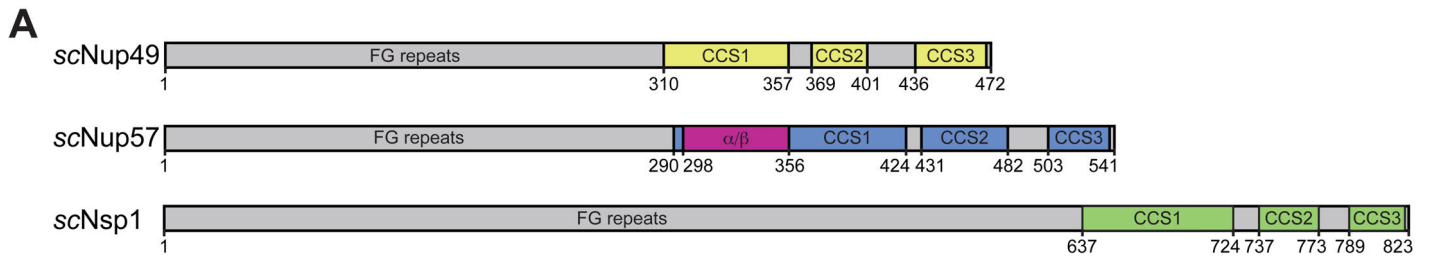 A
scNup49 FG repeats CCS1 CCS2 CCS3
1 310 357 369 401 436 472
scNup57 FG repeats α/β CCS1 CCS2 CCS3
1 290 298 356 424 431 482 503 541
scNsp1 FG repeats CCS1 CCS2 CCS3
1 637 724 737 773 789 823